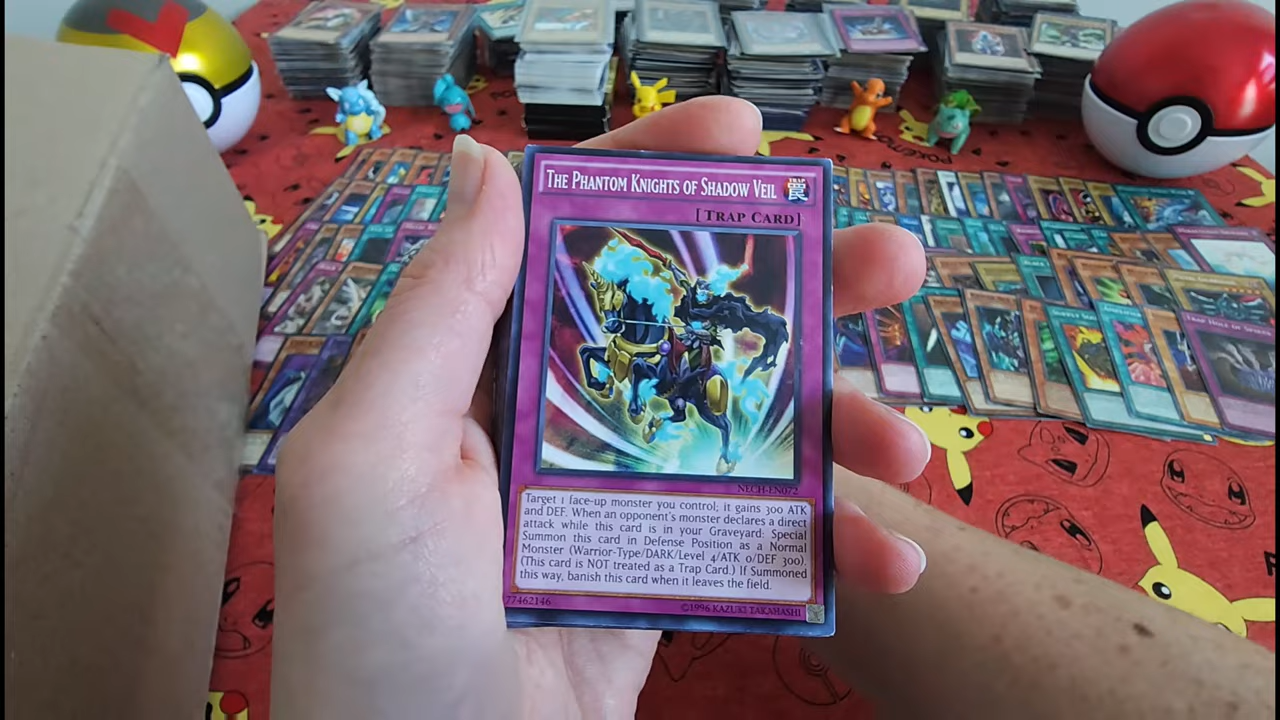 THE PHANTOM KNIGHTS OF SHADOW VEIL
TRAP
罠
[TRAP CARD]
NECH-EN072
Target 1 face-up monster you control; it gains 300 ATK
and DEF. When an opponent's monster declares a direct
attack while this card is in your Graveyard: Special
Summon this card in Defense Position as a Normal
Monster (Warrior-Type/DARK/Level 4/ATK 0/DEF 300).
(This card is NOT treated as a Trap Card.) If Summoned
this way, banish this card when it leaves the field.
77462146
©1996 KAZUKI TAKAHASHI
POKÉMON